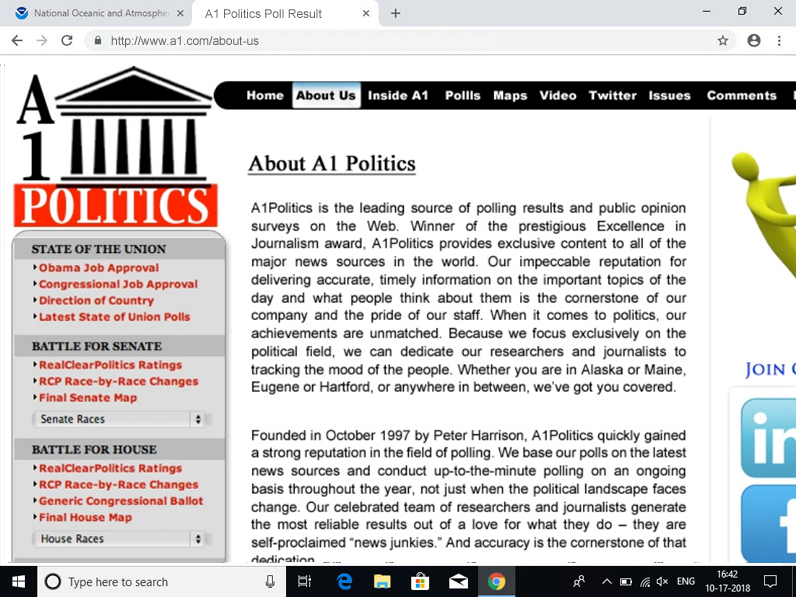 National Oceanic and Atmospher
A1 Politics Poll Result
http://www.a1.com/about-us
A
1
POLITICS
Home About Us Inside A1 Pollls Maps Video Twitter Issues Comments
About A1 Politics
A1Politics is the leading source of polling results and public opinion
surveys on the Web. Winner of the prestigious Excellence in
Journalism award, A1Politics provides exclusive content to all of the
major news sources in the world. Our impeccable reputation for
delivering accurate, timely information on the important topics of the
day and what people think about them is the cornerstone of our
company and the pride of our staff. When it comes to politics, our
achievements are unmatched. Because we focus exclusively on the
political field, we can dedicate our researchers and journalists to
tracking the mood of the people. Whether you are in Alaska or Maine,
Eugene or Hartford, or anywhere in between, we've got you covered.
Founded in October 1997 by Peter Harrison, A1Politics quickly gained
a strong reputation in the field of polling. We base our polls on the latest
news sources and conduct up-to-the-minute polling on an ongoing
basis throughout the year, not just when the political landscape faces
change. Our celebrated team of researchers and journalists generate
the most reliable results out of a love for what they do – they are
self-proclaimed “news junkies.” And accuracy is the cornerstone of that
dedication.
STATE OF THE UNION
Obama Job Approval
Congressional Job Approval
Direction of Country
Latest State of Union Polls
BATTLE FOR SENATE
RealClearPolitics Ratings
RCP Race-by-Race Changes
Final Senate Map
Senate Races
BATTLE FOR HOUSE
RealClearPolitics Ratings
RCP Race-by-Race Changes
Generic Congressional Ballot
Final House Map
House Races
JOIN
in
f
Type here to search
ENG
16:42
10-17-2018